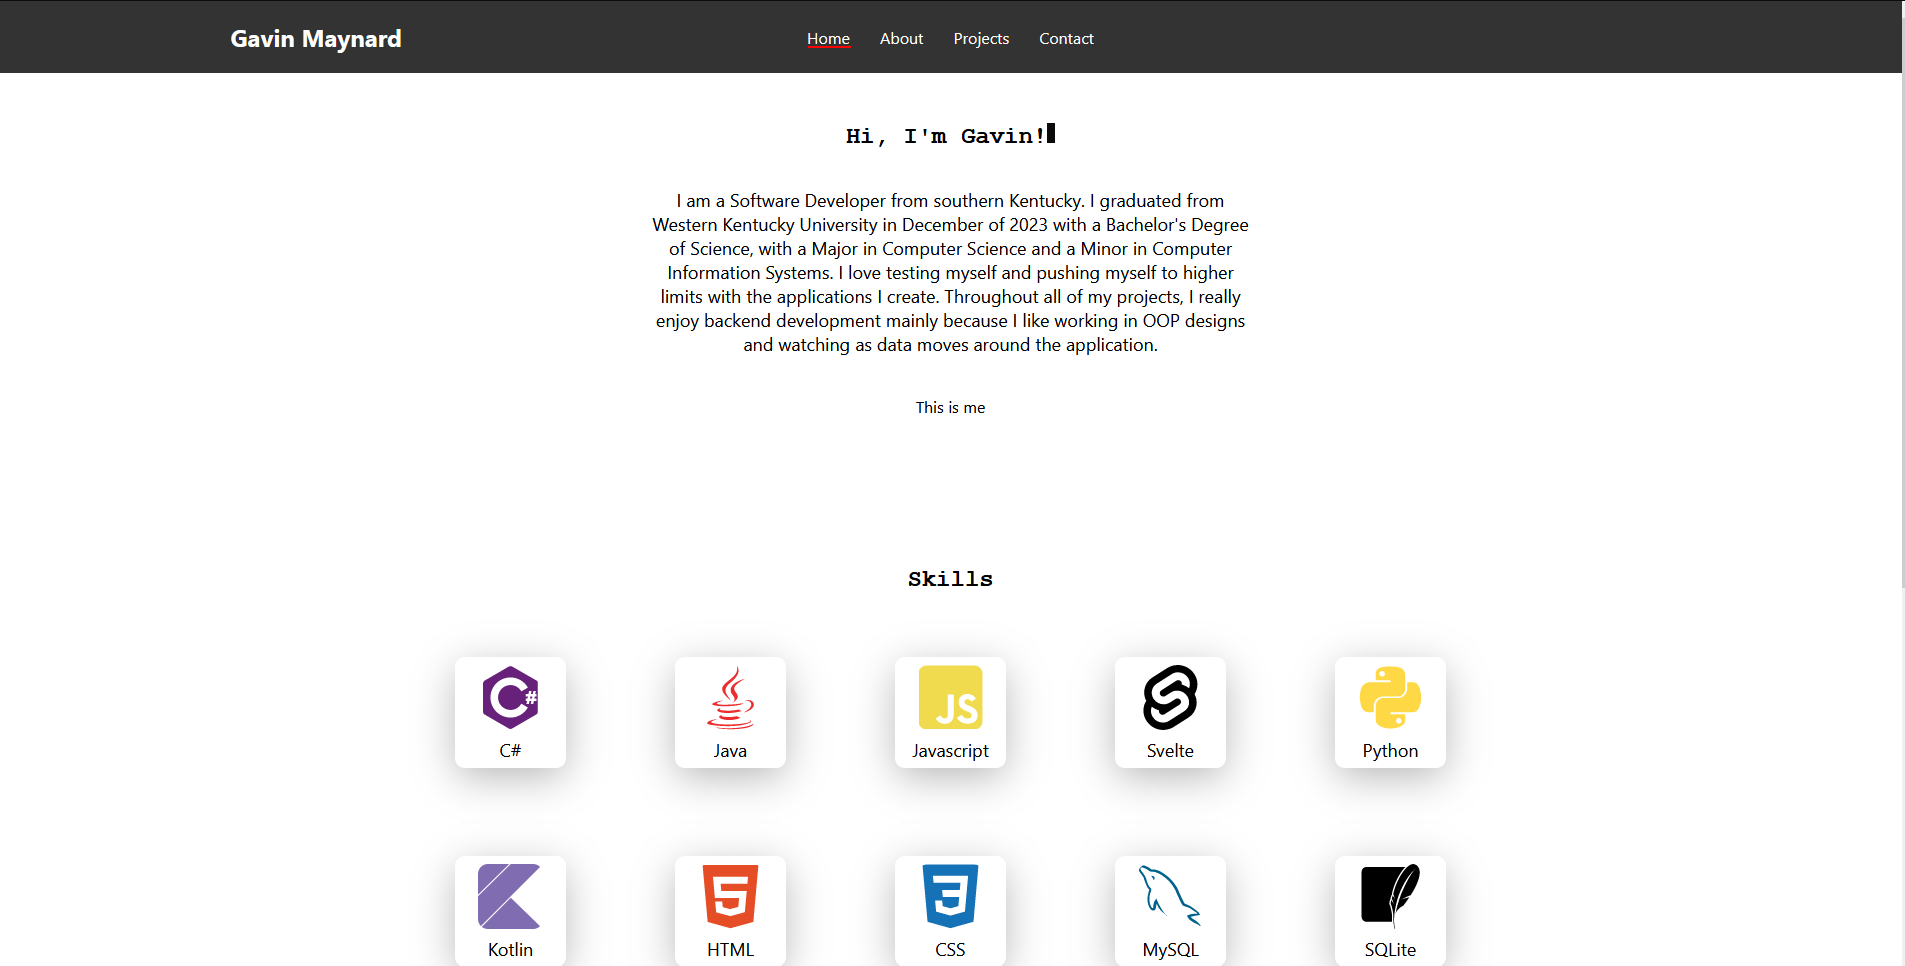 Gavin Maynard
Home About Projects Contact
Hi, I'm Gavin!
I am a Software Developer from southern Kentucky. I graduated from
Western Kentucky University in December of 2023 with a Bachelor's Degree
of Science, with a Major in Computer Science and a Minor in Computer
Information Systems. I love testing myself and pushing myself to higher
limits with the applications I create. Throughout all of my projects, I really
enjoy backend development mainly because I like working in OOP designs
and watching as data moves around the application.
This is me
Skills
C#
JS
C# Java Javascript Svelte Python
5 3
Kotlin HTML CSS MySQL SQLite